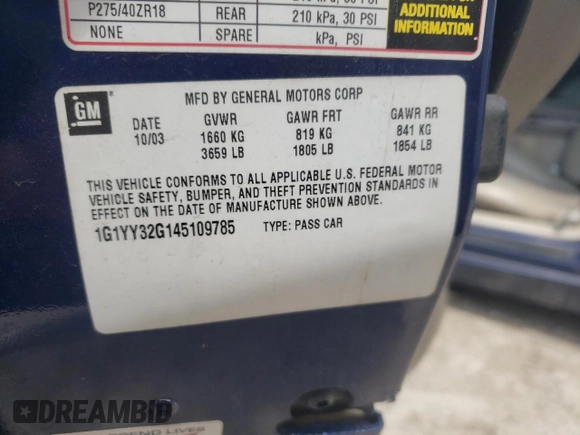 P275/40ZR18 REAR 210 kPa, 30 PSI
NONE SPARE kPa, PSI
ADDITIONAL
INFORMATION
GM
MFD BY GENERAL MOTORS CORP
DATE GVWR GAWR FRT GAWR RR
10/03 1660 KG 819 KG 841 KG
3659 LB 1805 LB 1854 LB
THIS VEHICLE CONFORMS TO ALL APPLICABLE U.S. FEDERAL MOTOR
VEHICLE SAFETY, BUMPER, AND THEFT PREVENTION STANDARDS IN
EFFECT ON THE DATE OF MANUFACTURE SHOWN ABOVE.
1G1YY32G145109785 TYPE: PASS CAR
DREAMBID
LIVES